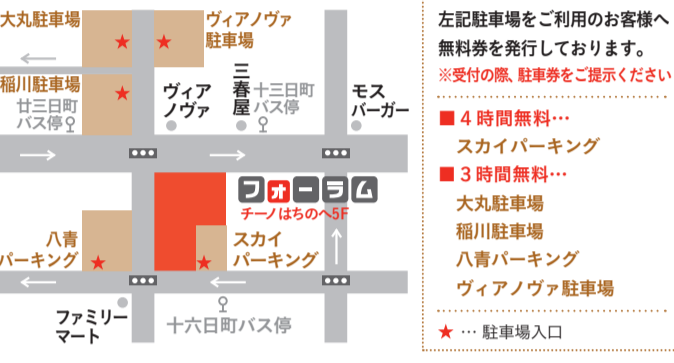 大丸駐車場
ヴィアノヴァ
駐車場
稲川駐車場
廿三日町
バス停
ヴィア
ノヴァ
三春屋
十三日町
バス停
モス
バーガー
フォーラム
チーノはちのへ5F
八青
パーキング
スカイ
パーキング
ファミリー
マート
十六日町バス停
左記駐車場をご利用のお客様へ
無料券を発行しております。
※受付の際、駐車券をご提示ください
■4時間無料…
スカイパーキング
■3時間無料…
大丸駐車場
稲川駐車場
八青パーキング
ヴィアノヴァ駐車場
★ … 駐車場入口